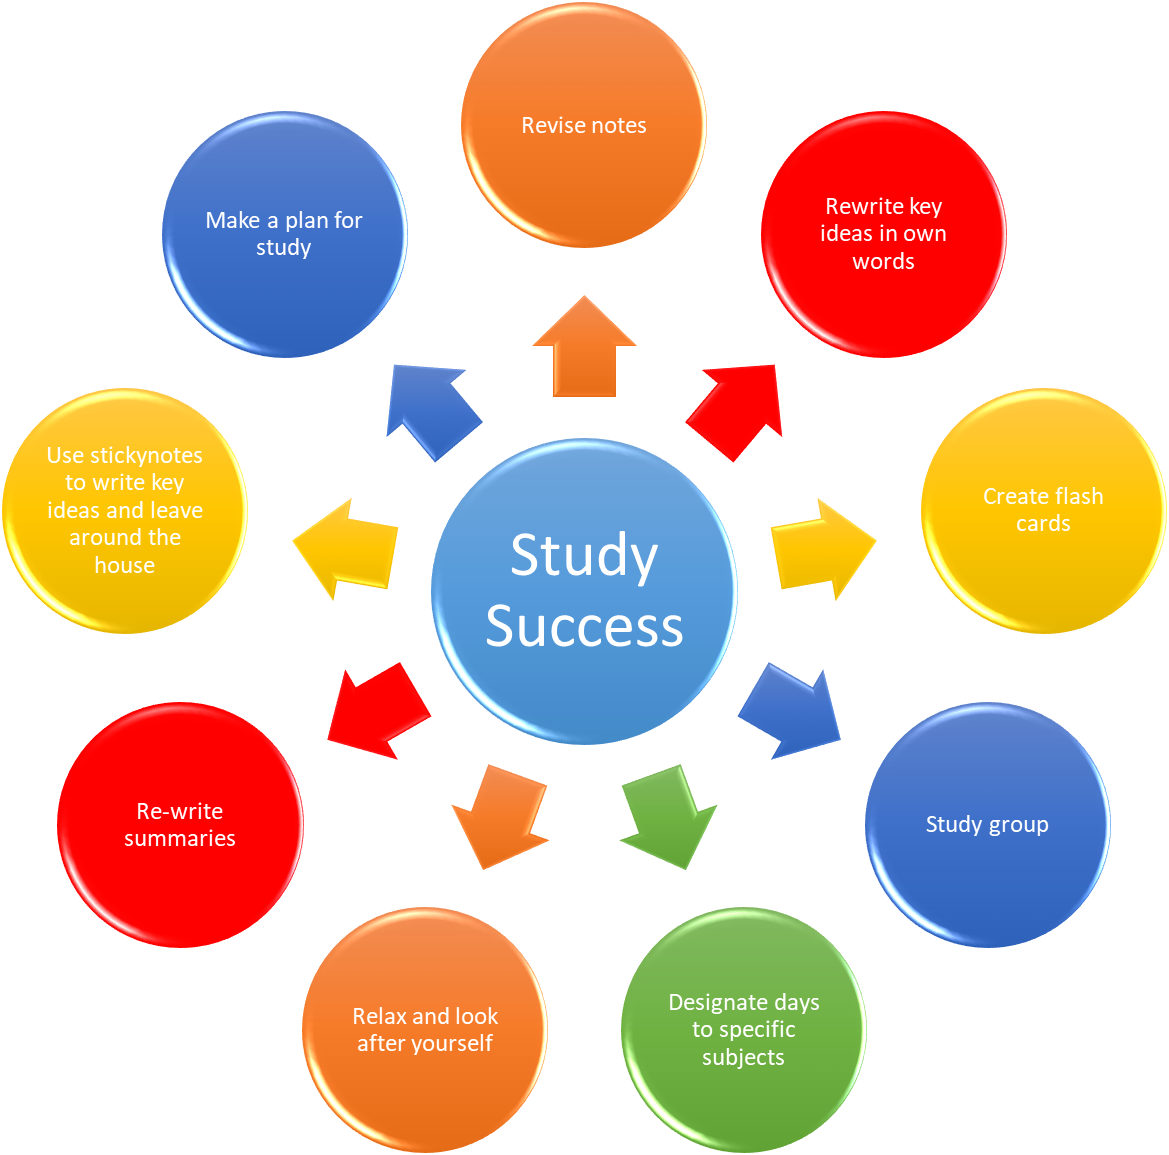 Revise notes
Rewrite key
ideas in own
words
Create flash
cards
Study group
Designate days
to specific
subjects
Relax and look
after yourself
Re-write
summaries
Use stickynotes
to write key
ideas and leave
around the
house
Make a plan for
study
Study
Success